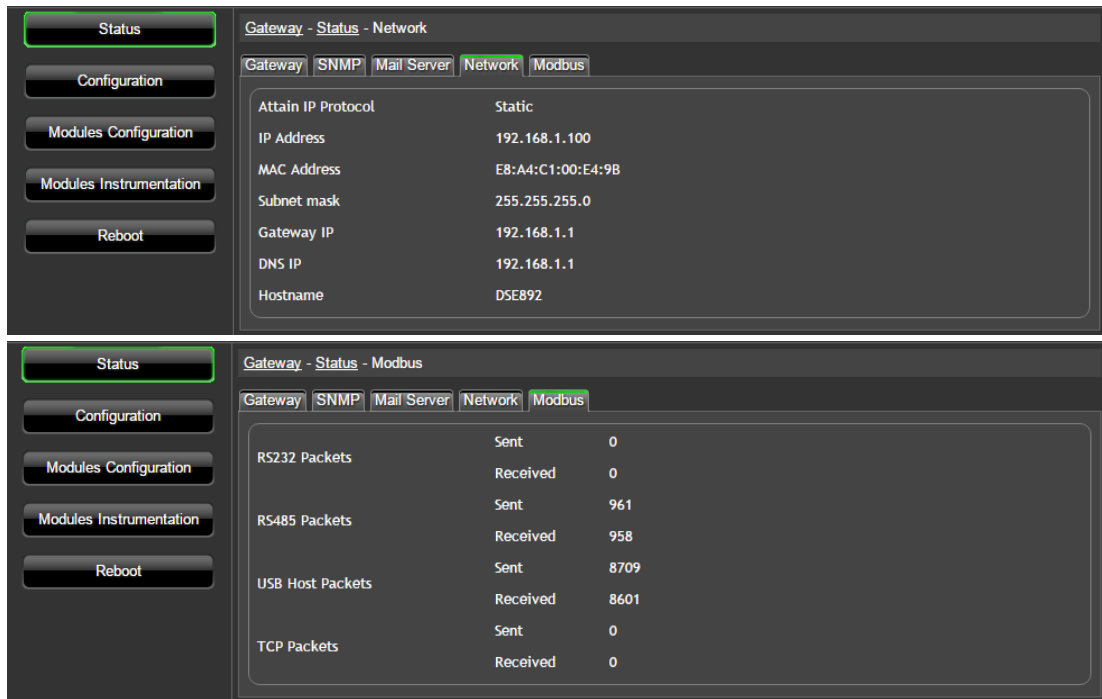 Status
Configuration
Modules Configuration
Modules Instrumentation
Reboot
Gateway - Status - Network
Gateway SNMP Mail Server Network Modbus
Attain IP Protocol Static
IP Address 192.168.1.100
MAC Address E8:A4:C1:00:E4:9B
Subnet mask 255.255.255.0
Gateway IP 192.168.1.1
DNS IP 192.168.1.1
Hostname DSE892
Status
Configuration
Modules Configuration
Modules Instrumentation
Reboot
Gateway - Status - Modbus
Gateway SNMP Mail Server Network Modbus
RS232 Packets
Sent 0
Received 0
RS485 Packets
Sent 961
Received 958
USB Host Packets
Sent 8709
Received 8601
TCP Packets
Sent 0
Received 0